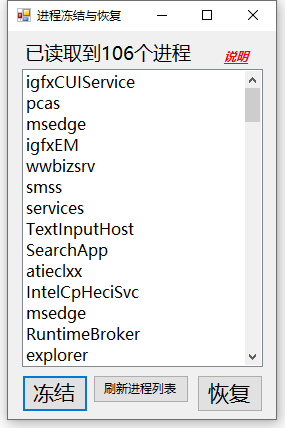 进程冻结与恢复
已读取到106个进程
说明
igfxCUIService
pcas
msedge
igfxEM
wwbizsrv
smss
services
TextInputHost
SearchApp
atieclxx
IntelCpHeciSvc
msedge
RuntimeBroker
explorer
冻结
刷新进程列表
恢复